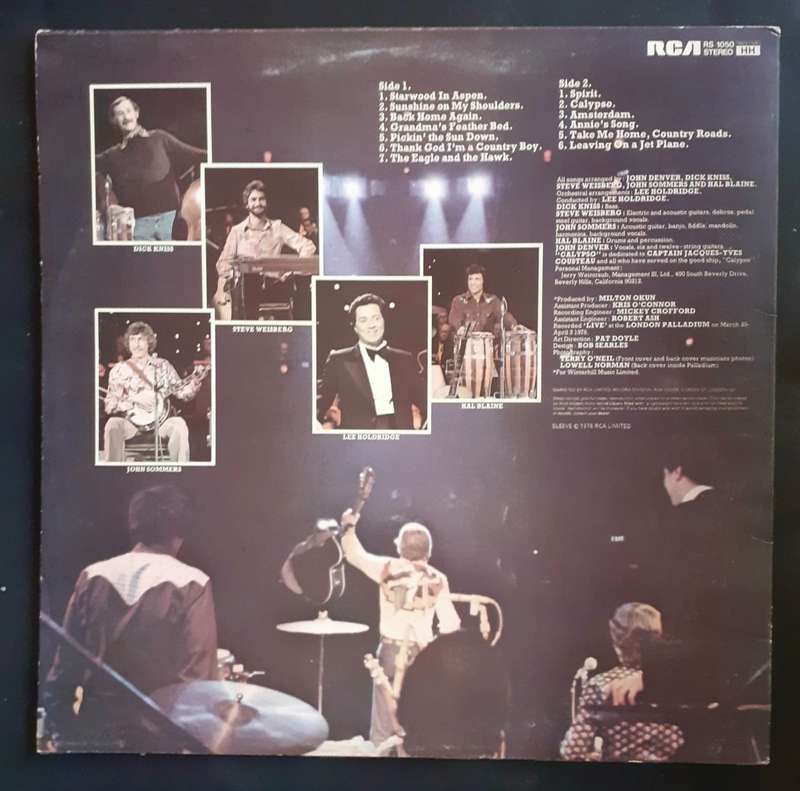 RCA RS 1050
STEREO HH
Side 1.
1. Starwood In Aspen.
2. Sunshine on My Shoulders.
3. Back Home Again.
4. Grandma's Feather Bed.
5. Pickin' the Sun Down.
6. Thank God I'm a Country Boy.
7. The Eagle and the Hawk.
Side 2.
1. Spirit.
2. Calypso.
3. Amsterdam.
4. Annie's Song.
5. Take Me Home, Country Roads.
6. Leaving On a Jet Plane.
All songs arranged by: JOHN DENVER, DICK KNISS,
STEVE WEISBERG, JOHN SOMMERS AND HAL BLAINE.
Orchestral arrangements: LEE HOLDRIDGE.
Conducted by: LEE HOLDRIDGE.
DICK KNISS: Bass.
STEVE WEISBERG: Electric and acoustic guitars, dobros, pedal
steel guitar, background vocals.
JOHN SOMMERS: Acoustic guitar, banjo, fiddle, mandolin,
harmonica, background vocals.
HAL BLAINE: Drums and percussion.
JOHN DENVER: Vocals, six and twelve-string guitars.
"CALYPSO" is dedicated to CAPTAIN JACQUES-YVES
COUSTEAU and all who have served on the good ship, "Calypso"
Personal Management:
Jerry Weintraub, Management III, Ltd., 400 South Beverly Drive,
Beverly Hills, California 90212.
*Produced by: MILTON OKUN
Assistant Producer: KRIS O'CONNOR
Recording Engineer: MICKEY CROFFORD
Assistant Engineer: ROBERT ASH
Recorded 'LIVE' at the LONDON PALLADIUM on March
April 3 1976.
Art Direction: PAT DOYLE
Design: BOB SEARLES
Photography:
TERRY O'NEIL (Front cover and back cover musicians photos)
LOWELL NORMAN (Back cover inside Palladium)
*For Winterhill Music Limited.
SLEEVE © 1976 RCA LIMITED
DICK KNISS
STEVE WEISBERG
HAL BLAINE
LEE HOLDRIDGE
JOHN SOMMERS